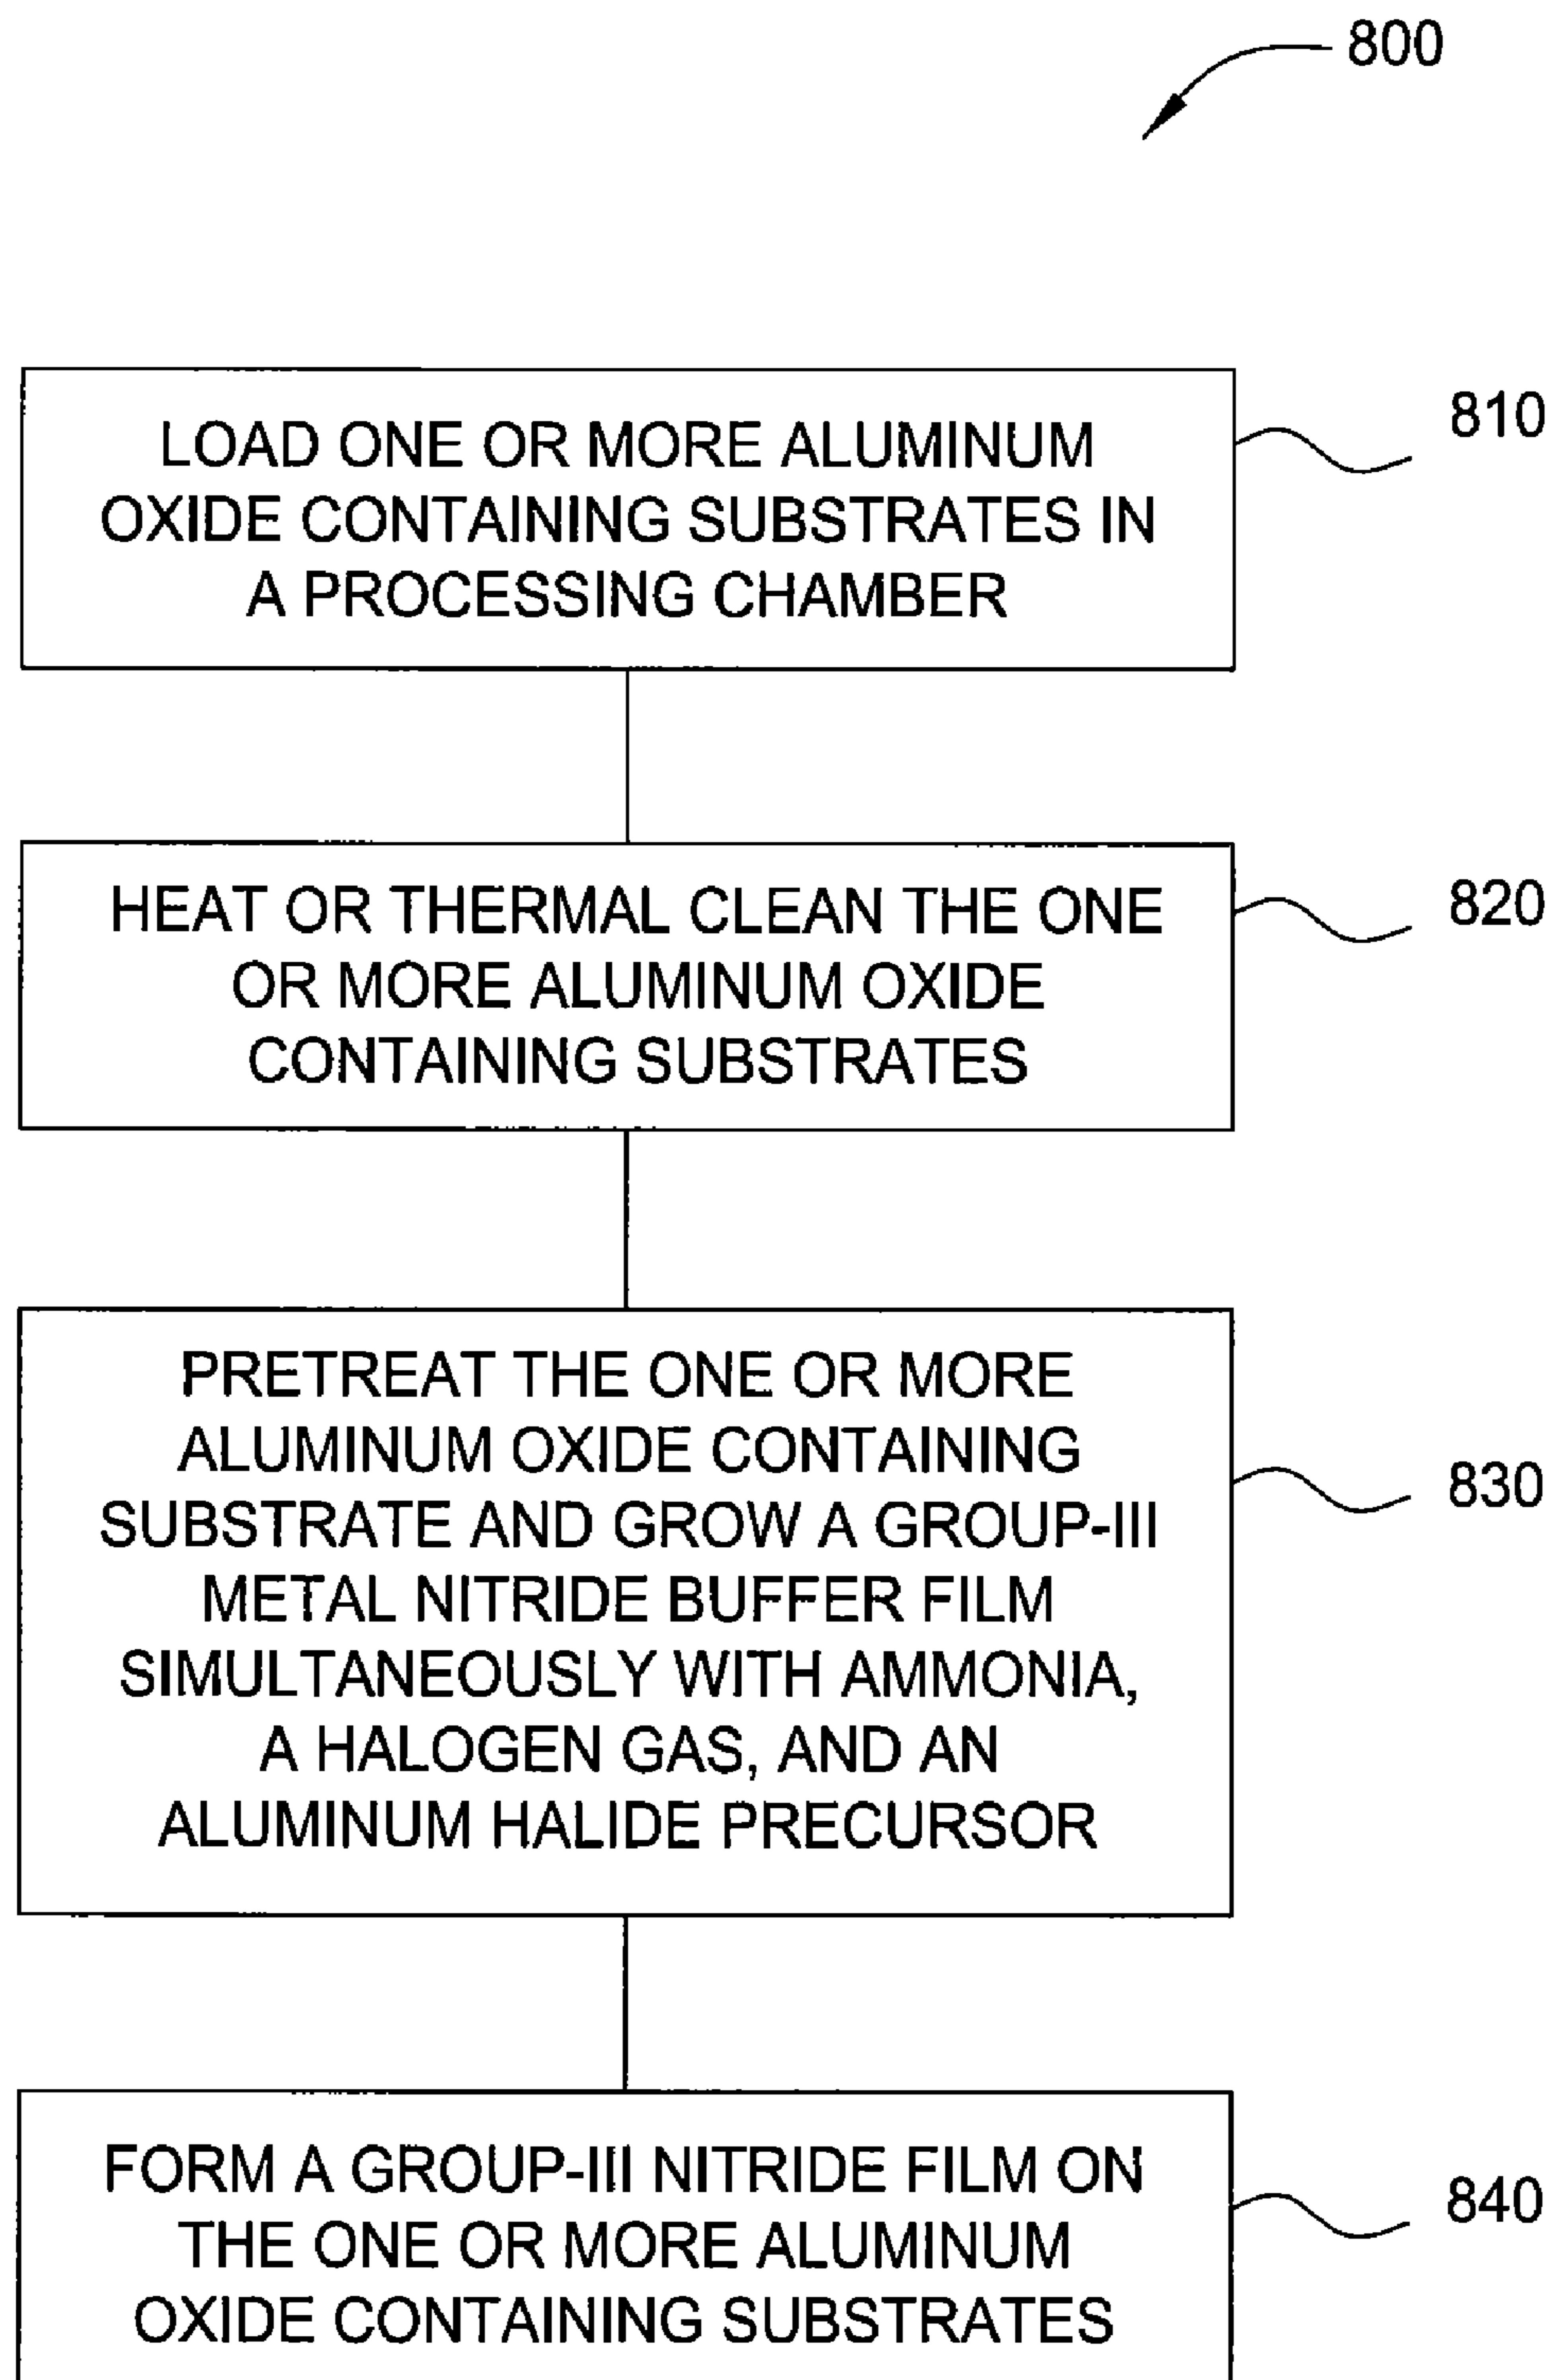 800
LOAD ONE OR MORE ALUMINUM
OXIDE CONTAINING SUBSTRATES IN
A PROCESSING CHAMBER
810
HEAT OR THERMAL CLEAN THE ONE
OR MORE ALUMINUM OXIDE
CONTAINING SUBSTRATES
820
PRETREAT THE ONE OR MORE
ALUMINUM OXIDE CONTAINING
SUBSTRATE AND GROW A GROUP-III
METAL NITRIDE BUFFER FILM
SIMULTANEOUSLY WITH AMMONIA,
A HALOGEN GAS, AND AN
ALUMINUM HALIDE PRECURSOR
830
FORM A GROUP-III NITRIDE FILM ON
THE ONE OR MORE ALUMINUM
OXIDE CONTAINING SUBSTRATES
840